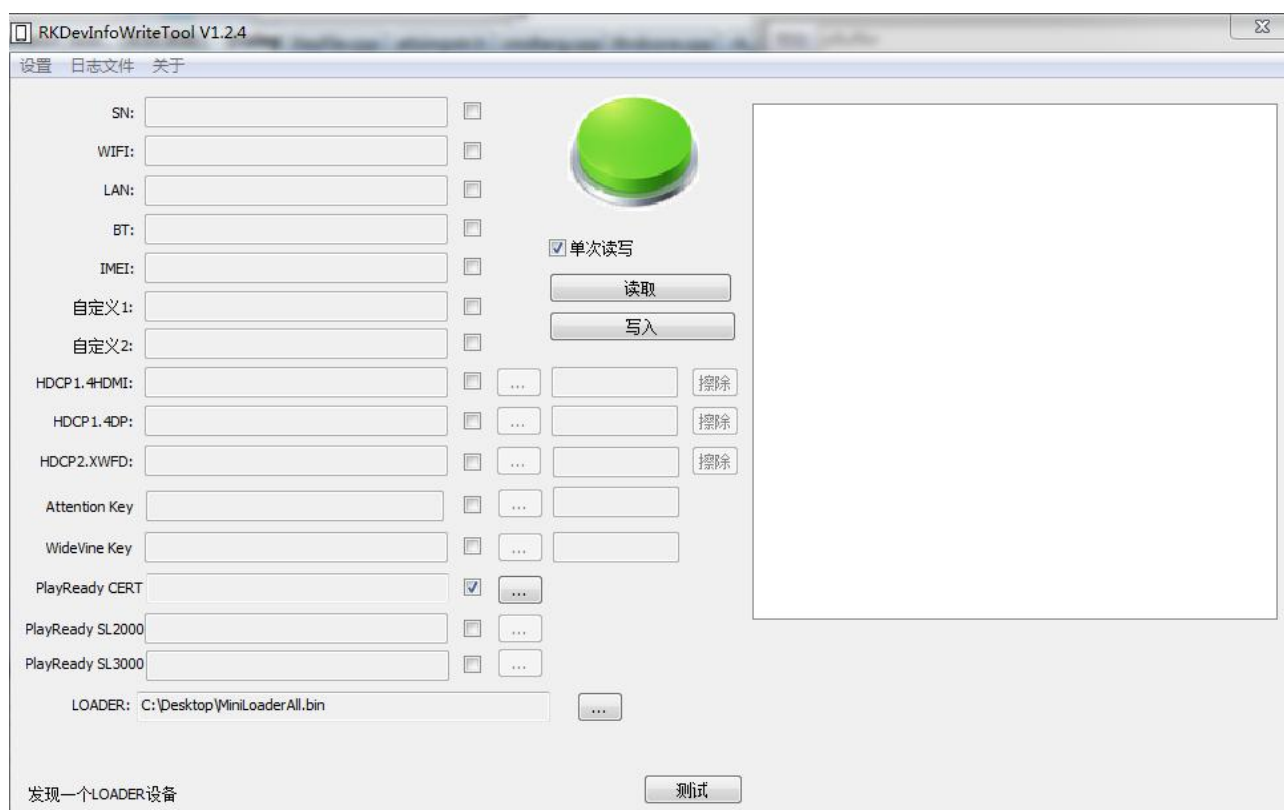 RKDevInfoWriteTool V1.2.4
设置 日志文件 关于
SN:
WIFI:
LAN:
BT:
IMEI:
自定义1:
自定义2:
HDCP1.4HDMI: ... 擦除
HDCP1.4DP: ... 擦除
HDCP2.XWFD: ... 擦除
Attention Key ...
WideVine Key ...
PlayReady CERT ...
PlayReady SL2000 ...
PlayReady SL3000 ...
LOADER: C:\Desktop\MiniLoaderAll.bin ...
单次读写
读取
写入
发现一个LOADER设备
测试